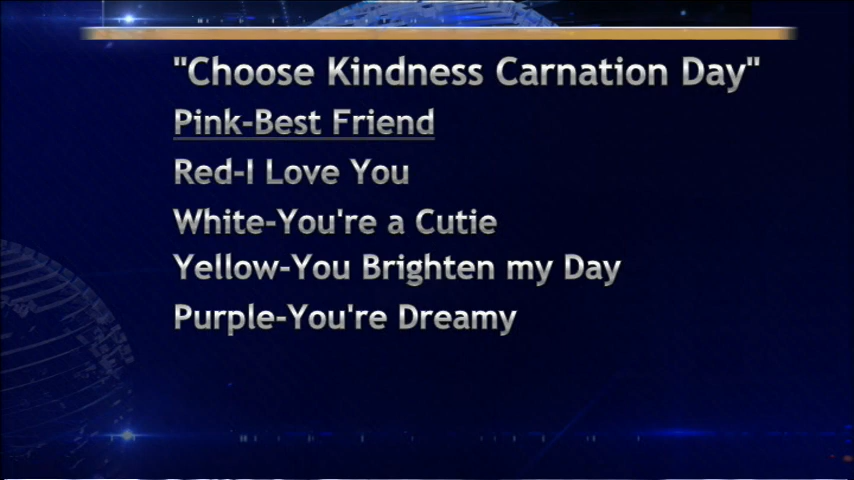 "Choose Kindness Carnation Day"
Pink-Best Friend
Red-I Love You
White-You're a Cutie
Yellow-You Brighten my Day
Purple-You're Dreamy